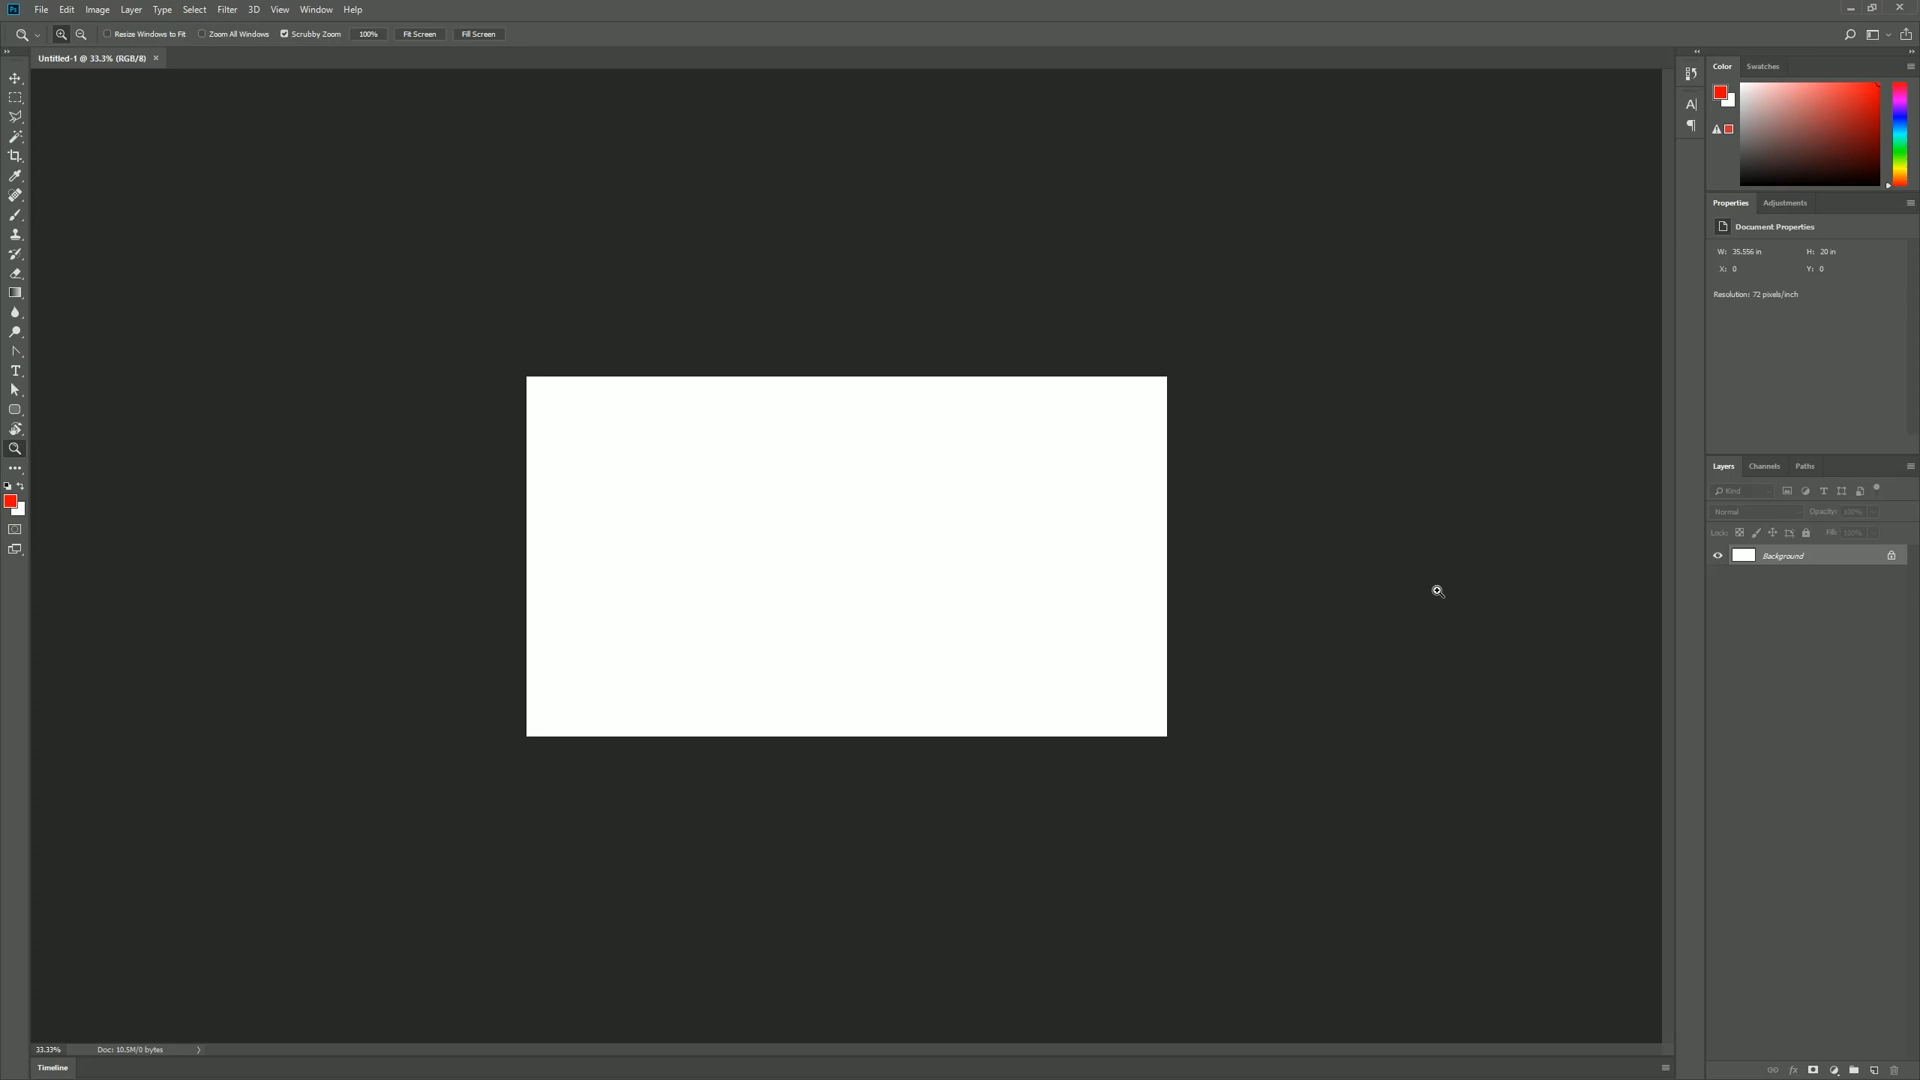 Ps File Edit Image Layer Type Select Filter 3D View Window Help
Resize Windows to Fit Zoom All Windows Scrubby Zoom 100% Fit Screen Fill Screen
Untitled-1 @ 33.3% (RGB/8) ×
Color Swatches
Properties Adjustments
Document Properties
W: 35.556 in H: 20 in
X: 0 Y: 0
Resolution: 72 pixels/inch
Layers Channels Paths
Kind
Normal Opacity: 100%
Lock: Fill: 100%
Background
fx
33.33% Doc: 10.5M/0 bytes
Timeline